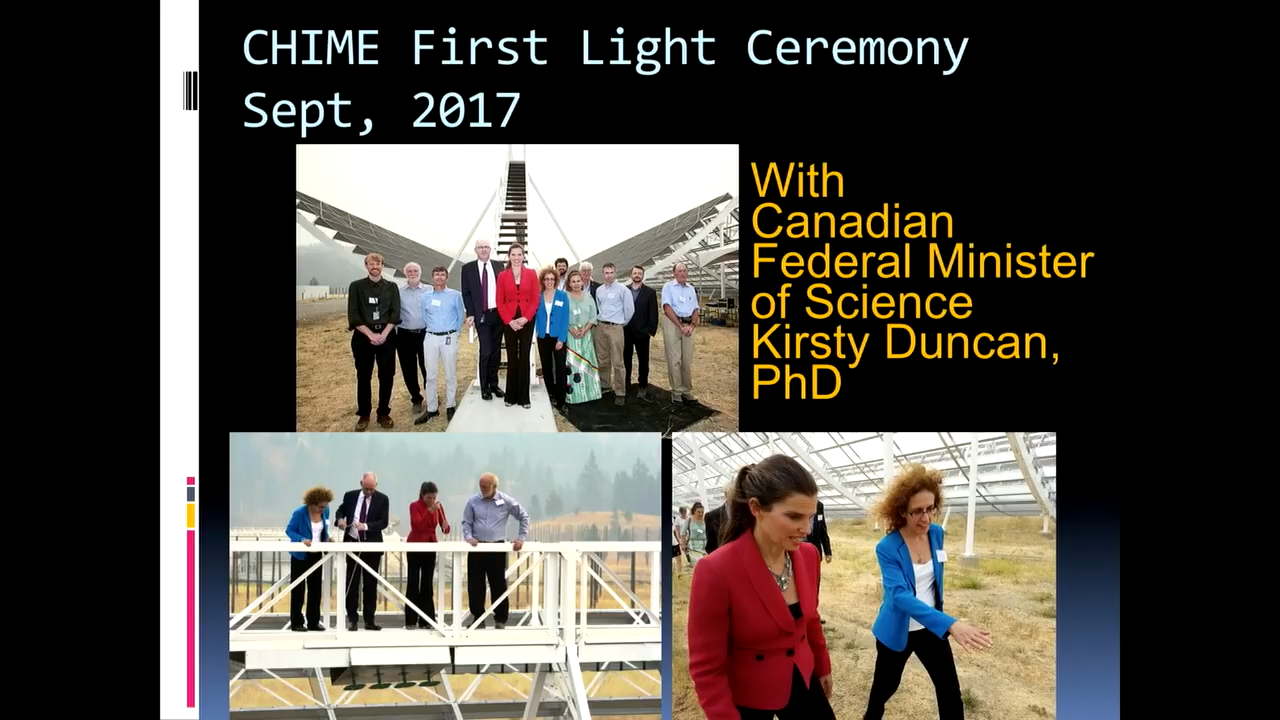 CHIME First Light Ceremony
Sept, 2017
With
Canadian
Federal Minister
of Science
Kirsty Duncan,
PhD